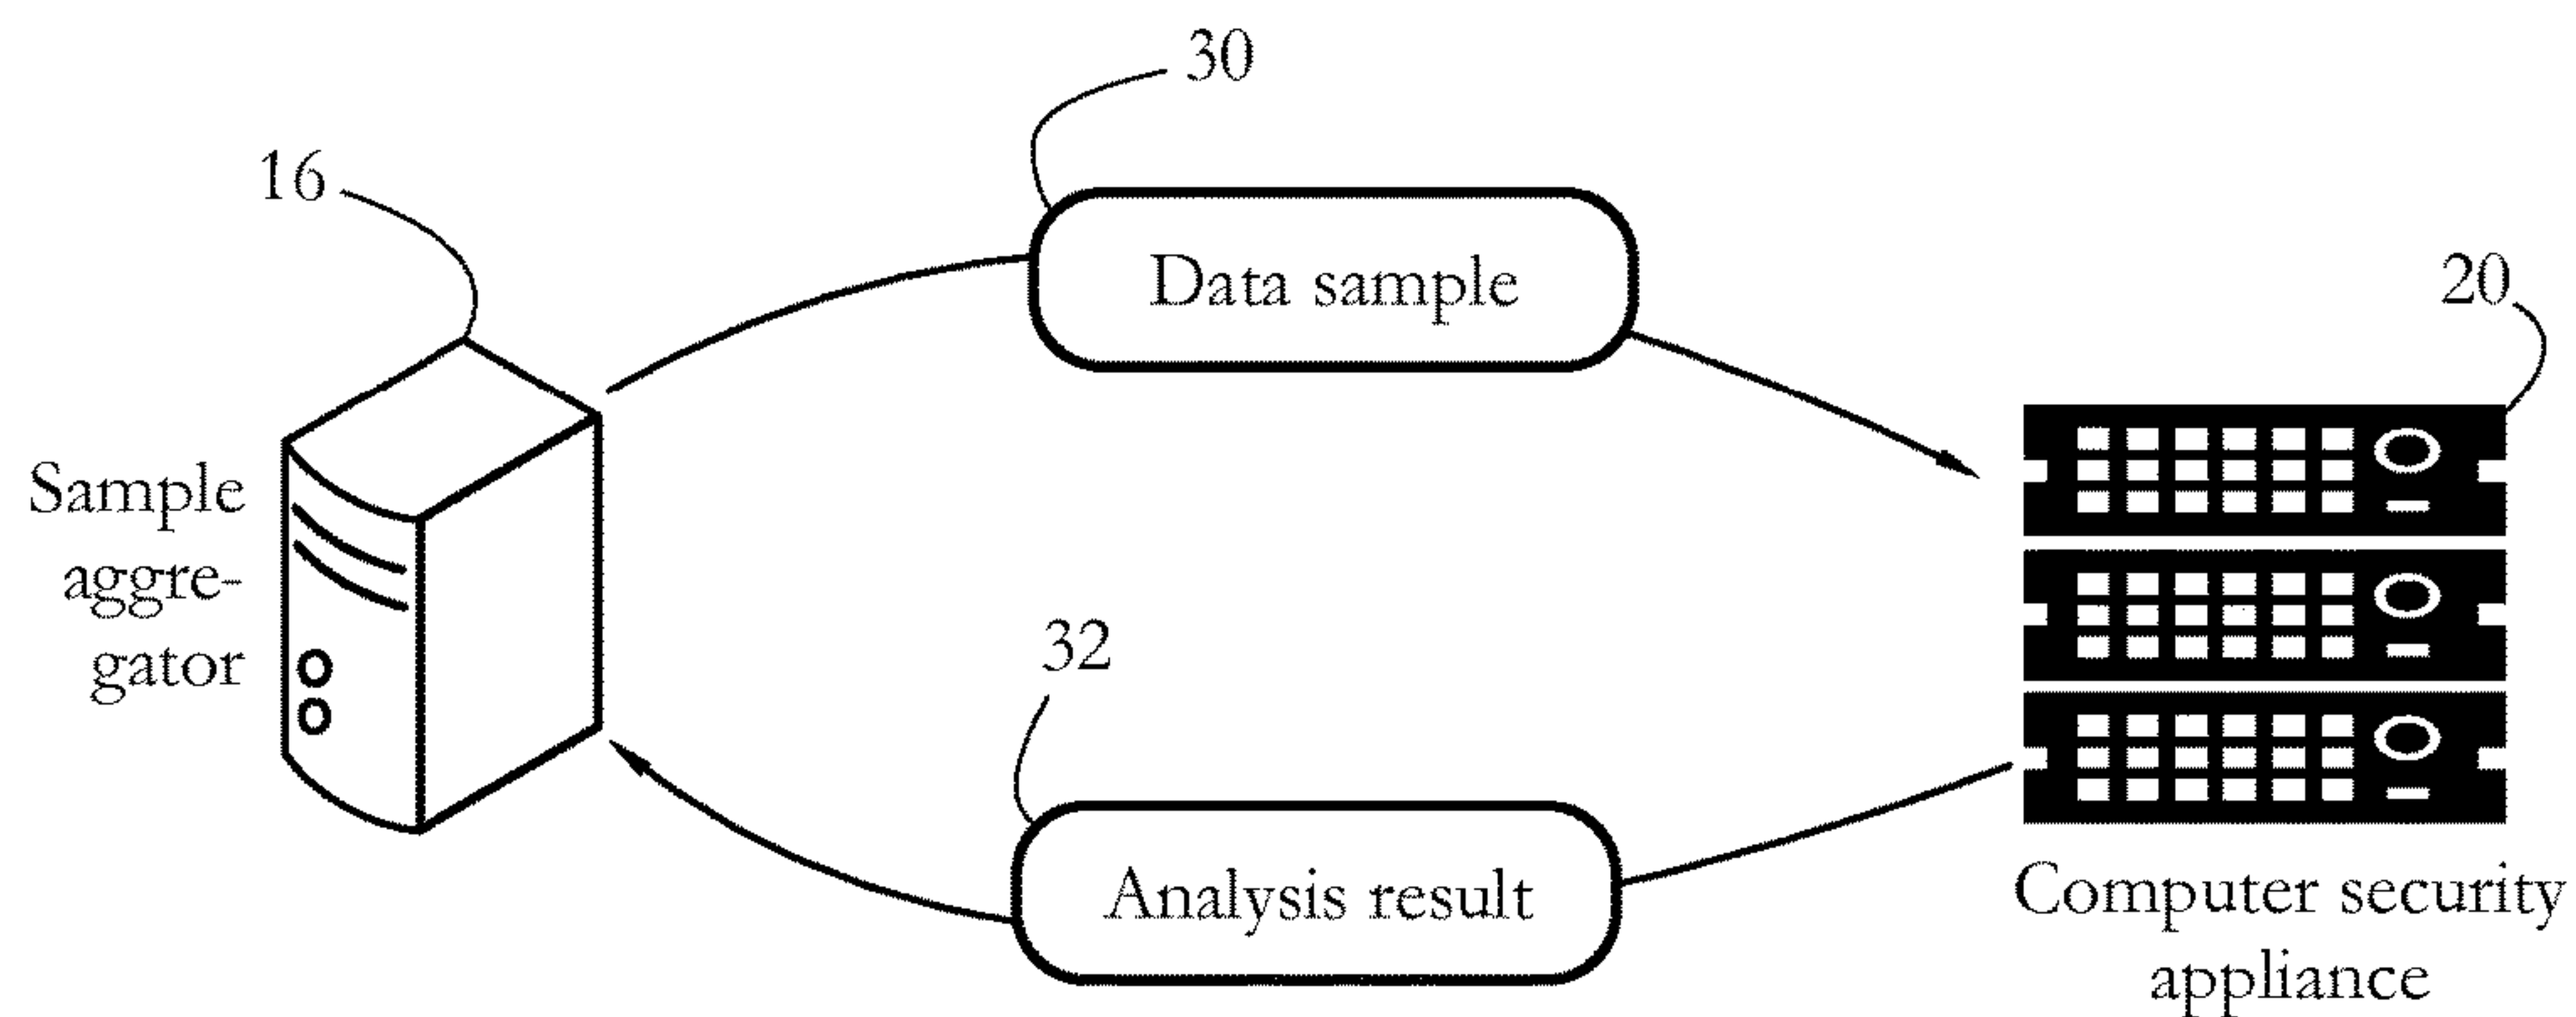 30
16
Data sample
20
Sample
aggre-
gator
32
Analysis result
Computer security
appliance